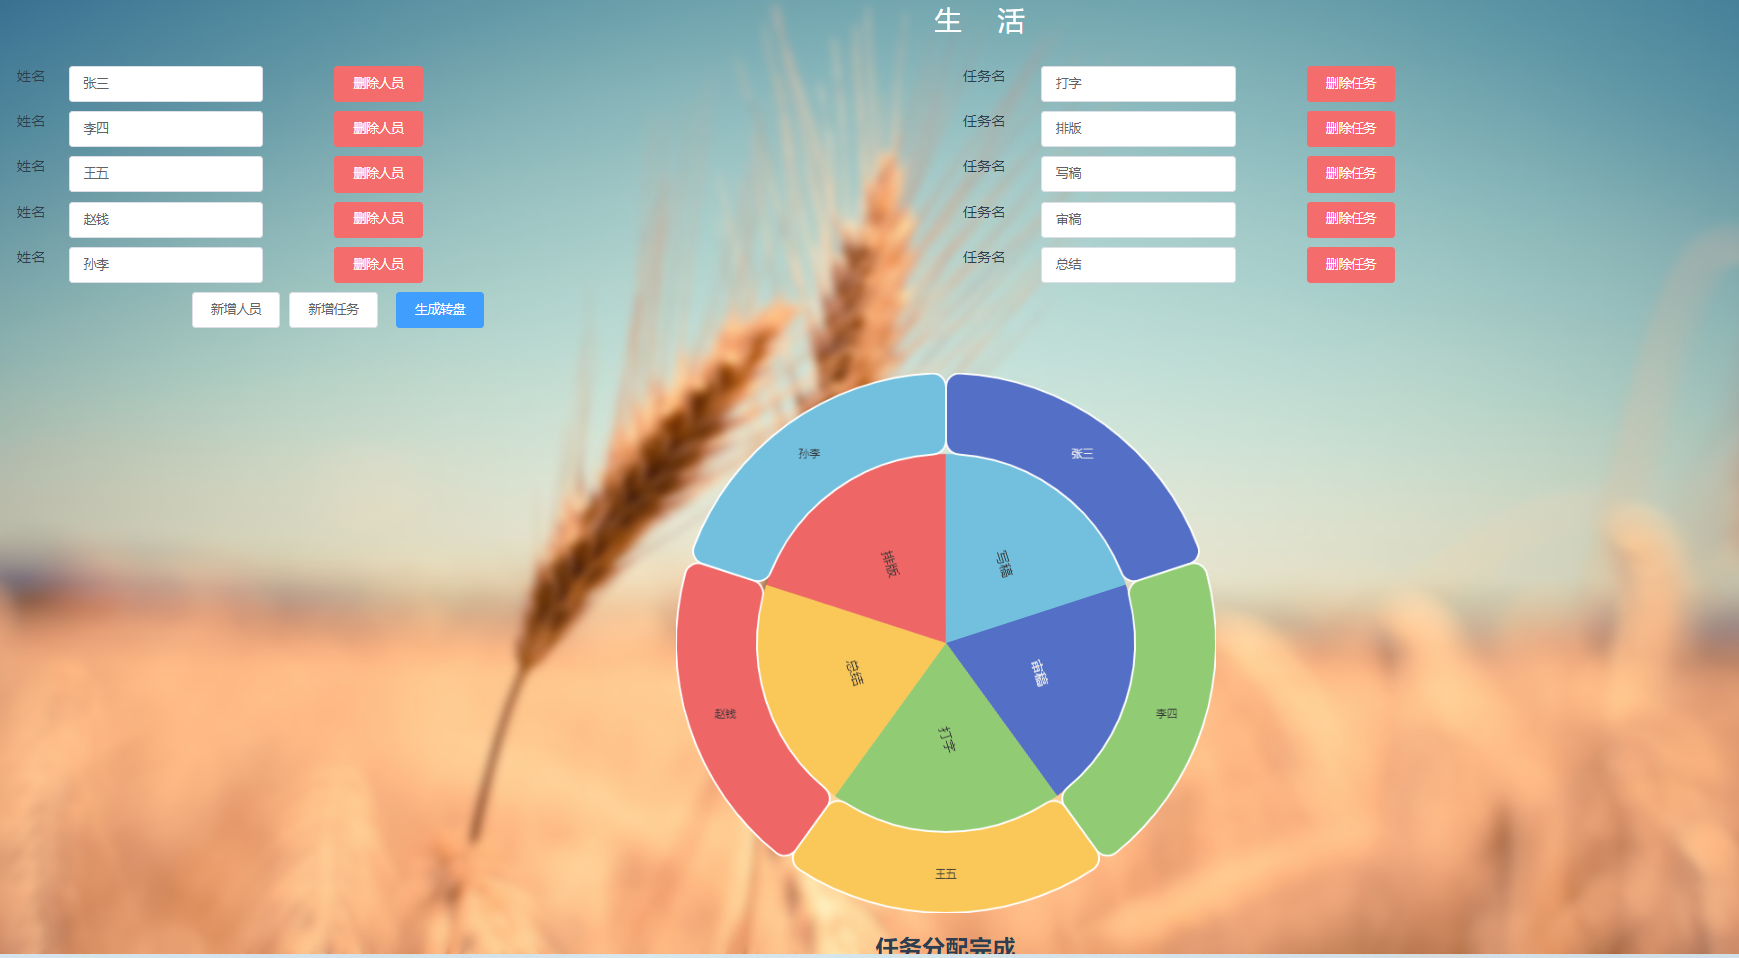 生 活
姓名 张三 删除人员 任务名 打字 删除任务
姓名 李四 删除人员 任务名 排版 删除任务
姓名 王五 删除人员 任务名 写稿 删除任务
姓名 赵钱 删除人员 任务名 审稿 删除任务
姓名 孙李 删除人员 任务名 总结 删除任务
新增人员 新增任务 生成转盘
孙李 张三
排版 写稿
总结 审稿
赵钱 李四
打字
王五
任务分配完成